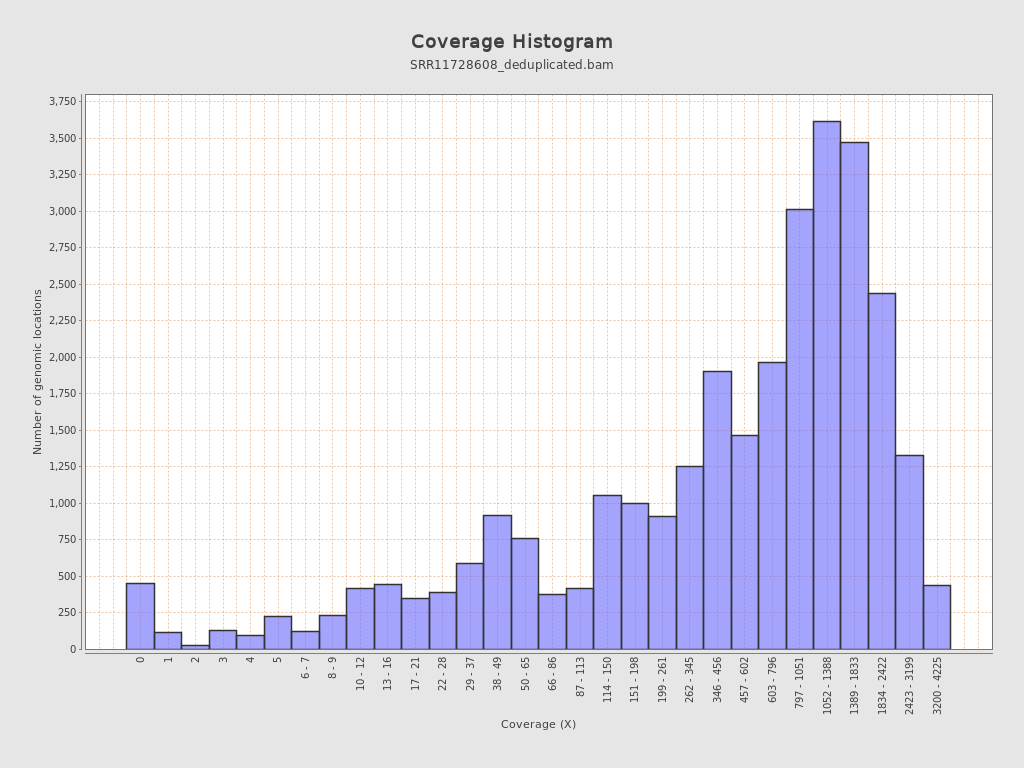 Coverage Histogram
SRR11728608_deduplicated.bam
Number of genomic locations
3,750
3,500
3,250
3,000
2,750
2,500
2,250
2,000
1,750
1,500
1,250
1,000
750
500
250
0
0
1
2
3
4
5
6 - 7
8 - 9
10 - 12
13 - 16
17 - 21
22 - 28
29 - 37
38 - 49
50 - 65
66 - 86
87 - 113
114 - 150
151 - 198
199 - 261
262 - 345
346 - 456
457 - 602
603 - 796
797 - 1051
1052 - 1388
1389 - 1833
1834 - 2422
2423 - 3199
3200 - 4225
Coverage (X)